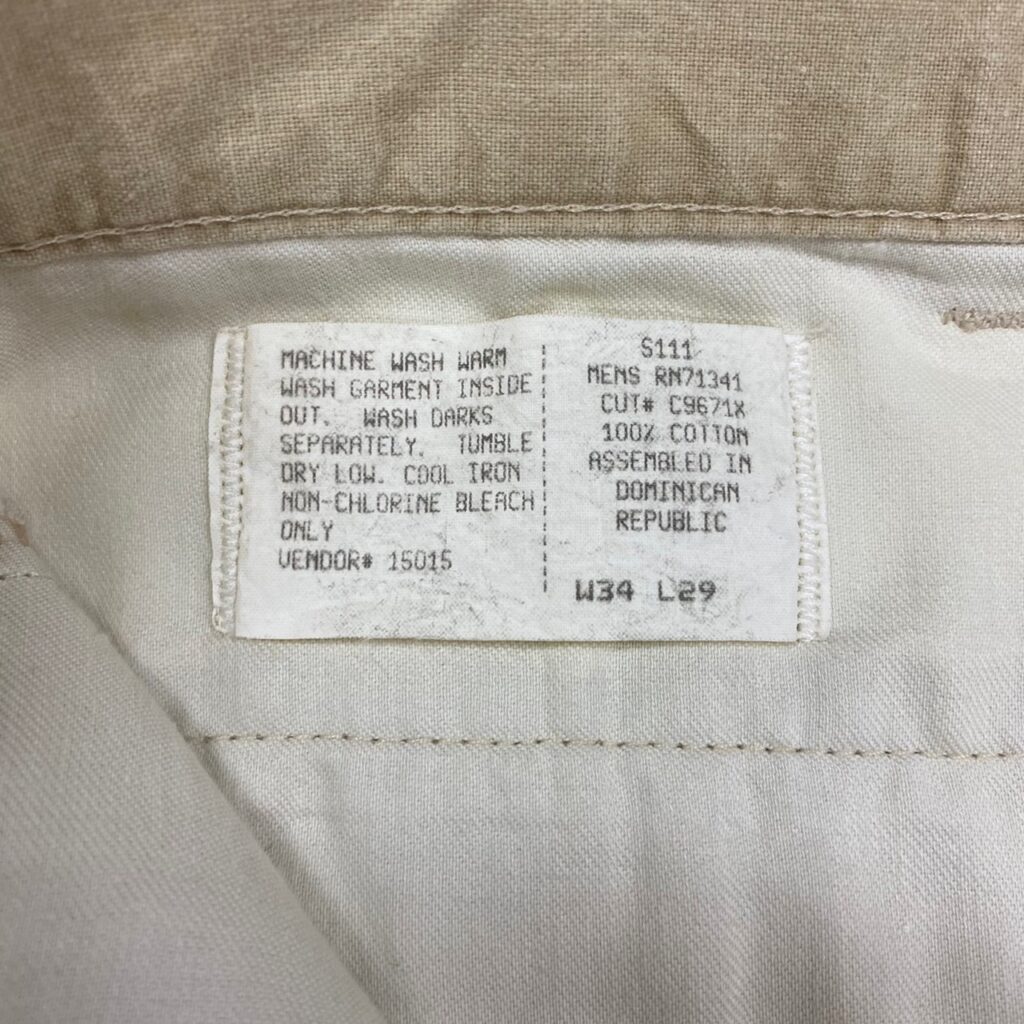 MACHINE WASH WARM
WASH GARMENT INSIDE
OUT. WASH DARKS
SEPARATELY. TUMBLE
DRY LOW. COOL IRON
NON-CHLORINE BLEACH
ONLY
VENDOR# 15015
S111
MENS RN71341
CUT# C9671X
100% COTTON
ASSEMBLED IN
DOMINICAN
REPUBLIC
W34 L29